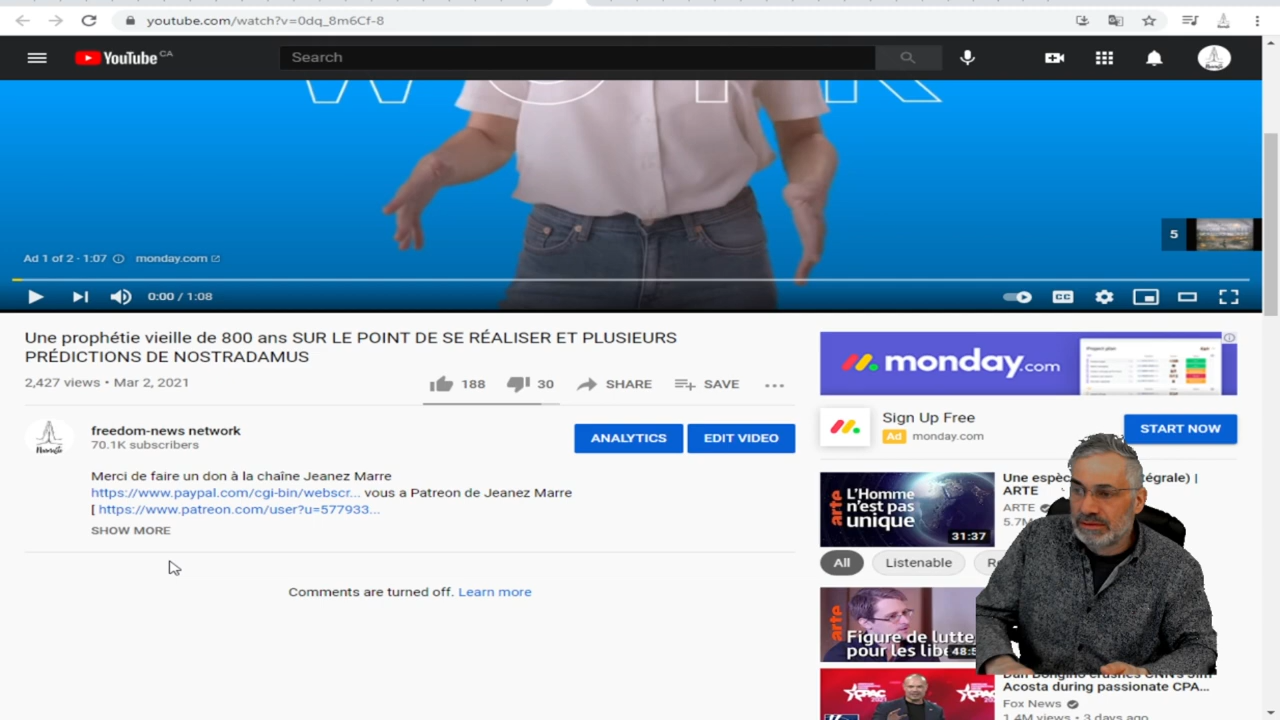 youtube.com/watch?v=0dq_8m6Cf-8
YouTube CA
Search
WORK
5
Ad 1 of 2 · 1:07 monday.com
0:00 / 1:08
CC
Une prophétie vieille de 800 ans SUR LE POINT DE SE RÉALISER ET PLUSIEURS
PRÉDICTIONS DE NOSTRADAMUS
2,427 views • Mar 2, 2021
188 30 SHARE SAVE
freedom-news network
70.1K subscribers
ANALYTICS EDIT VIDEO
Merci de faire un don à la chaîne Jeanez Marre
https://www.paypal.com/cgi-bin/webscr... vous a Patreon de Jeanez Marre
[ https://www.patreon.com/user?u=577933...
SHOW MORE
Comments are turned off. Learn more
monday.com
Project plan
Sign Up Free
Ad monday.com
START NOW
arte
L'Homme
n'est pas
unique
31:37
Une
ARTE
All Listenable
arte
Figure de lutte
pour les
CPAC
Acosta during passionate CPA...
Fox News
1.4M views • 3 days ago